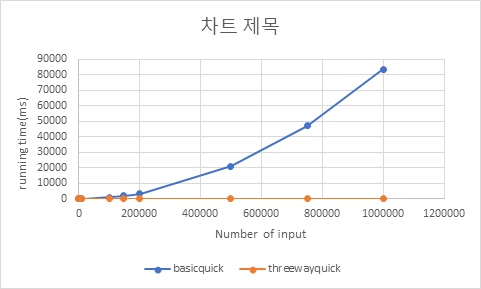 차트 제목
90000
80000
70000
60000
50000
40000
30000
20000
10000
0
running time(ms)
0 200000 400000 600000 800000 1000000 1200000
Number of input
basicquick threewayquick